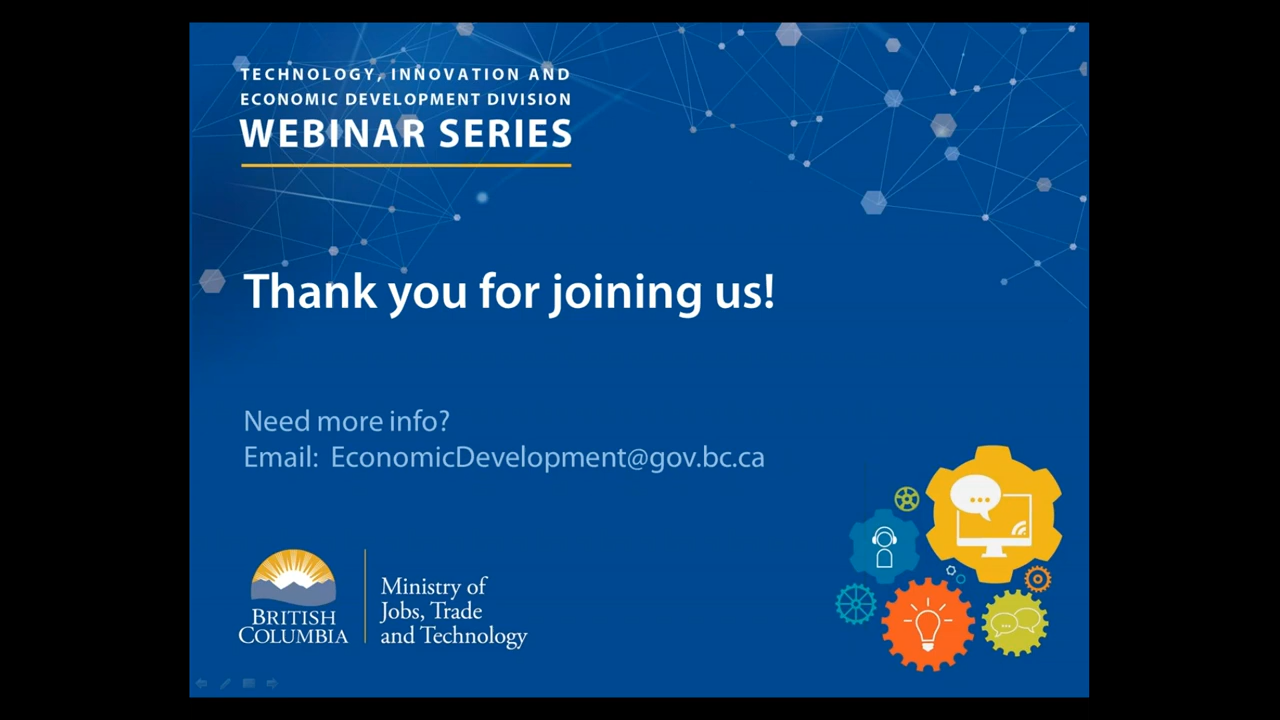 TECHNOLOGY, INNOVATION AND
ECONOMIC DEVELOPMENT DIVISION
WEBINAR SERIES
Thank you for joining us!
Need more info?
Email: EconomicDevelopment@gov.bc.ca
BRITISH
COLUMBIA
Ministry of
Jobs, Trade
and Technology